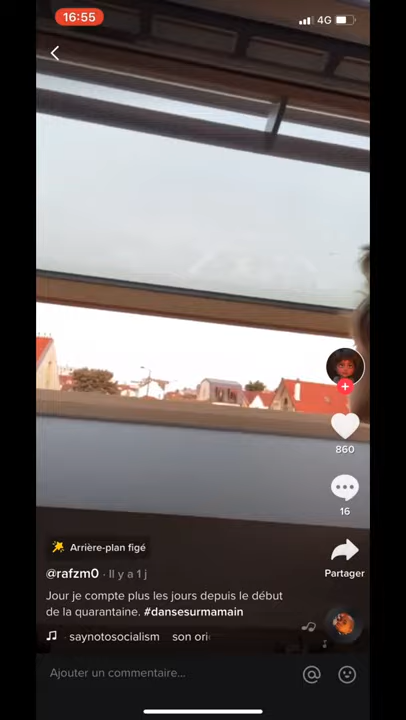 16:55
4G
860
16
Partager
Arrière-plan figé
@rafzm0 · Il y a 1 j
Jour je compte plus les jours depuis le début
de la quarantaine. #dansesurmamain
saynotosocialism son ori
Ajouter un commentaire...